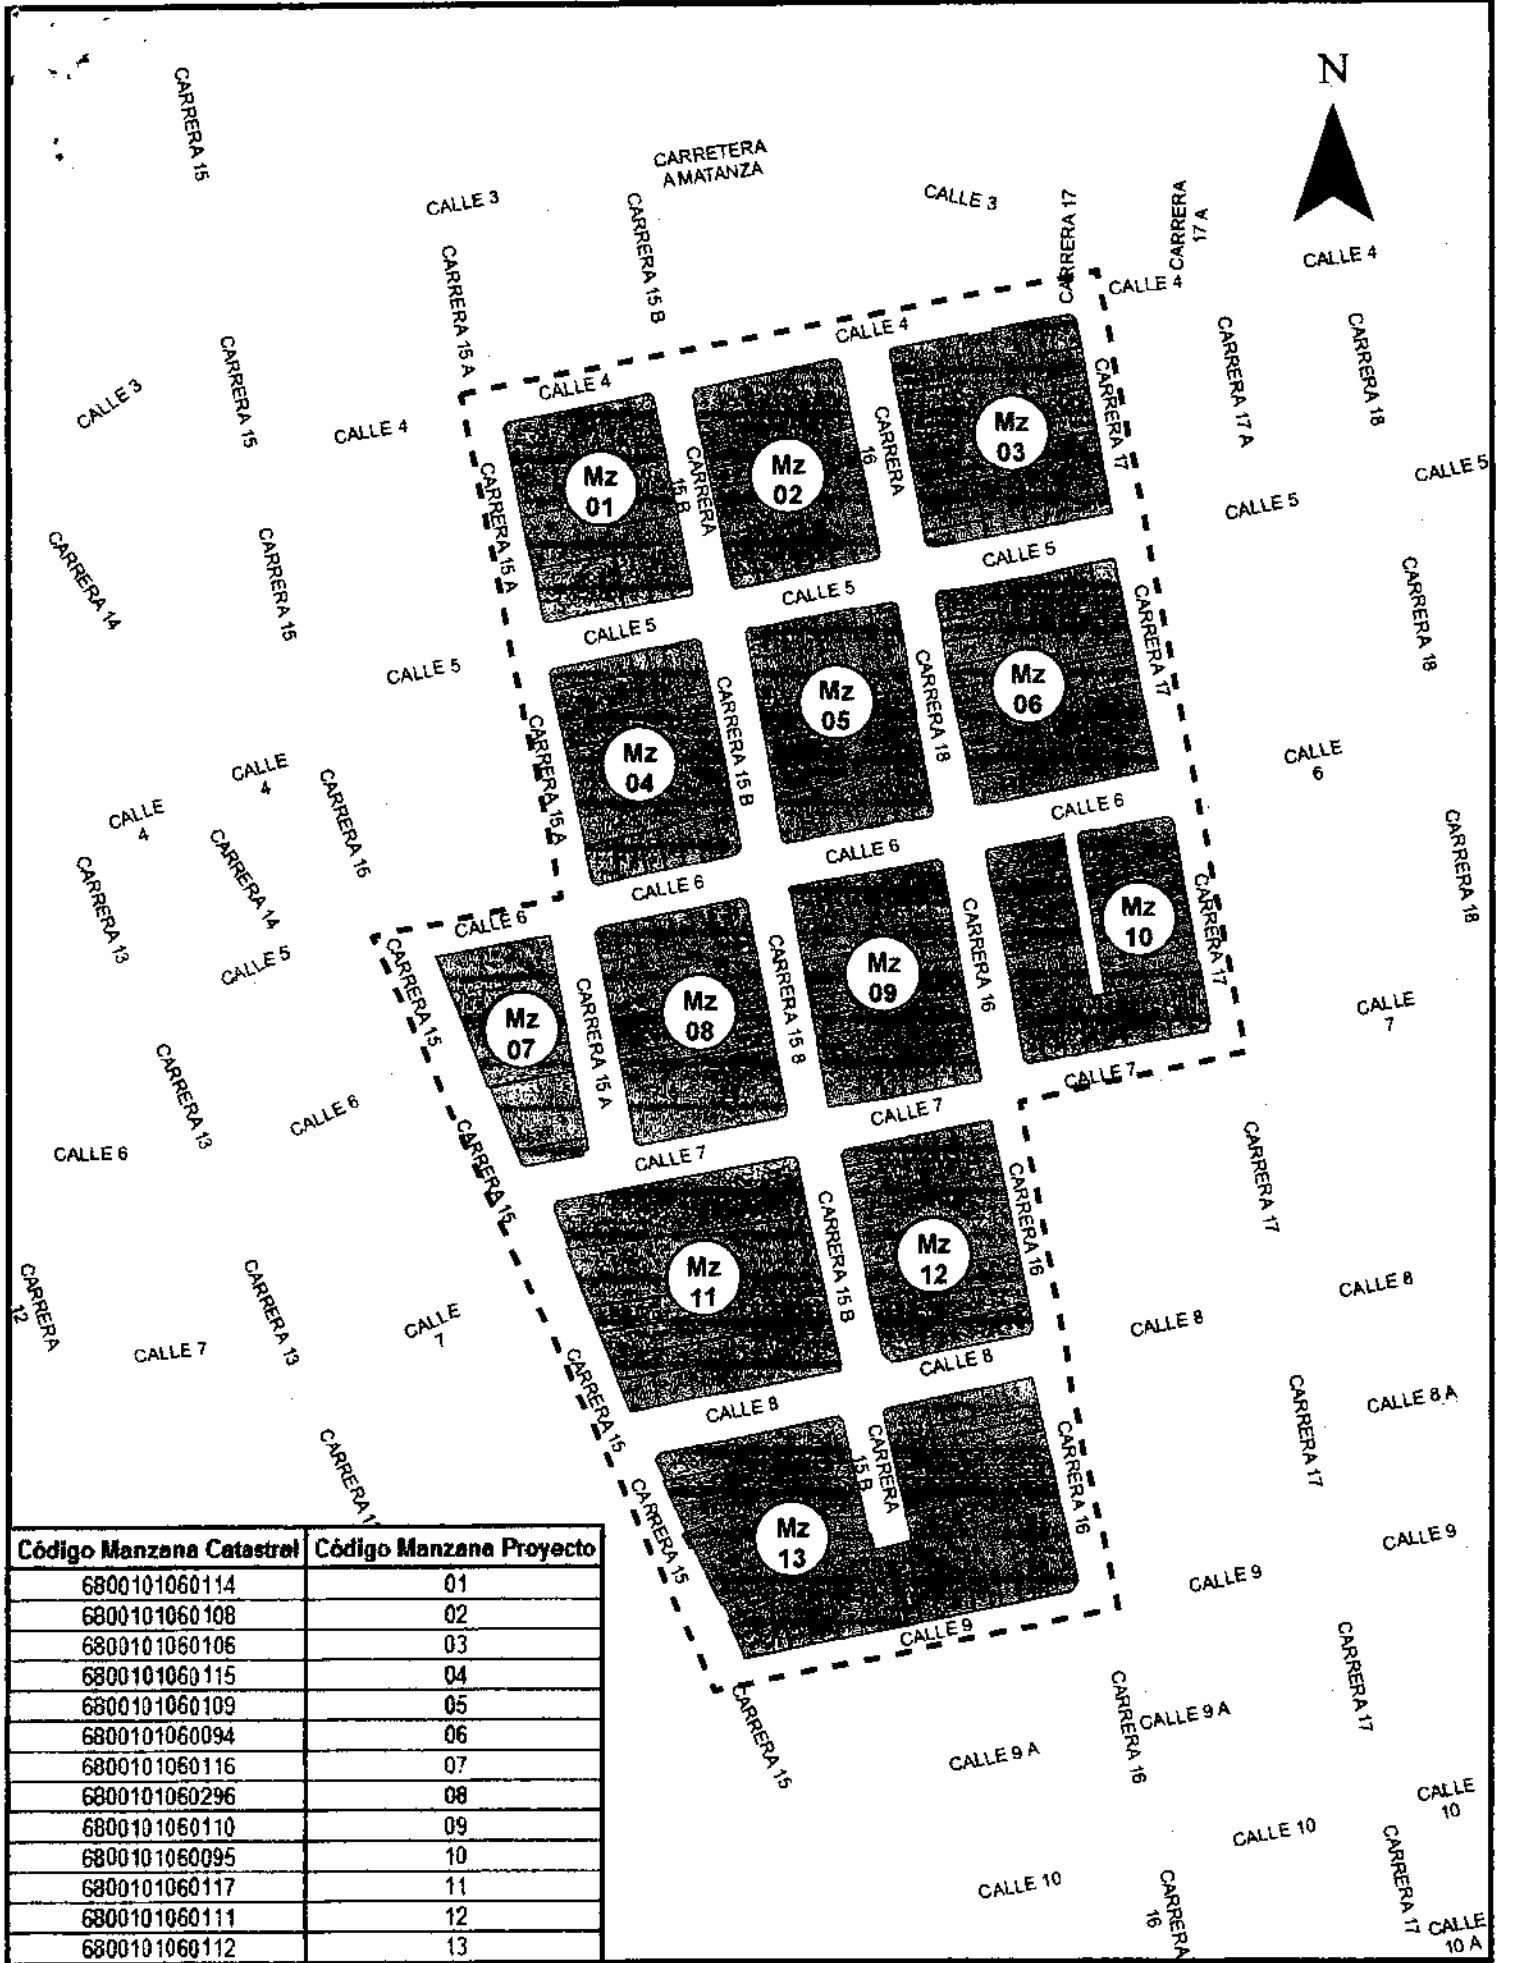 N
CARRERA 15
CARRETERA
A MATANZA
CALLE 3
CARRERA 15 B
CALLE 3
CARRERA 17
CARRERA
17 A
CALLE 4
CARRERA 15 A
CALLE 4
CALLE 4
CALLE 4
CALLE 3
CARRERA 15
CALLE 4
CARRERA 17 A
CARRERA 18
CARRERA 17
Mz
01
Mz
02
Mz
03
CARRERA 15 A
CARRERA
15 B
CARRERA
16
CALLE 5
CALLE 5
CARRERA 14
CARRERA 15
CALLE 5
CALLE 5
CALLE 5
CALLE 5
CARRERA 17
CARRERA 18
Mz
04
Mz
05
Mz
06
CARRERA 15 A
CARRERA 15 B
CARRERA 18
CALLE
6
CALLE
4
CALLE
4
CARRERA 15
CARRERA 14
CARRERA 13
CALLE 5
CALLE 6
CALLE 6
CALLE 6
CALLE 6
CARRERA 18
CARRERA 15
Mz
07
CARRERA 15 A
Mz
08
CARRERA 15 B
Mz
09
CARRERA 16
Mz
10
CARRERA 17
CALLE
7
CARRERA 13
CALLE 6
CALLE 6
CARRERA 15
CALLE 7
CALLE 7
CALLE 7
CARRERA 17
Mz
11
CARRERA 15 B
Mz
12
CARRERA 16
CARRERA
12
CALLE 7
CARRERA 13
CALLE
7
CALLE 8
CALLE 8
CARRERA 15
CALLE 8
CALLE 8
CALLE 8 A
CARRERA 17
Mz
13
CARRERA
15 B
CARRERA 16
CARRERA 15
CALLE 9
CALLE 9
CALLE 9
CARRERA 17
CARRERA 15
CARRERA 16
CALLE 9 A
CALLE 9 A
CALLE 10
CALLE 10
CALLE
10
CARRERA
16
CARRERA 17
CALLE
10 A
Código Manzana Catastral Código Manzana Proyecto
6800101060114 01
6800101060108 02
6800101060106 03
6800101060115 04
6800101060109 05
6800101060094 06
6800101060116 07
6800101060296 08
6800101060110 09
6800101060095 10
6800101060117 11
6800101060111 12
6800101060112 13